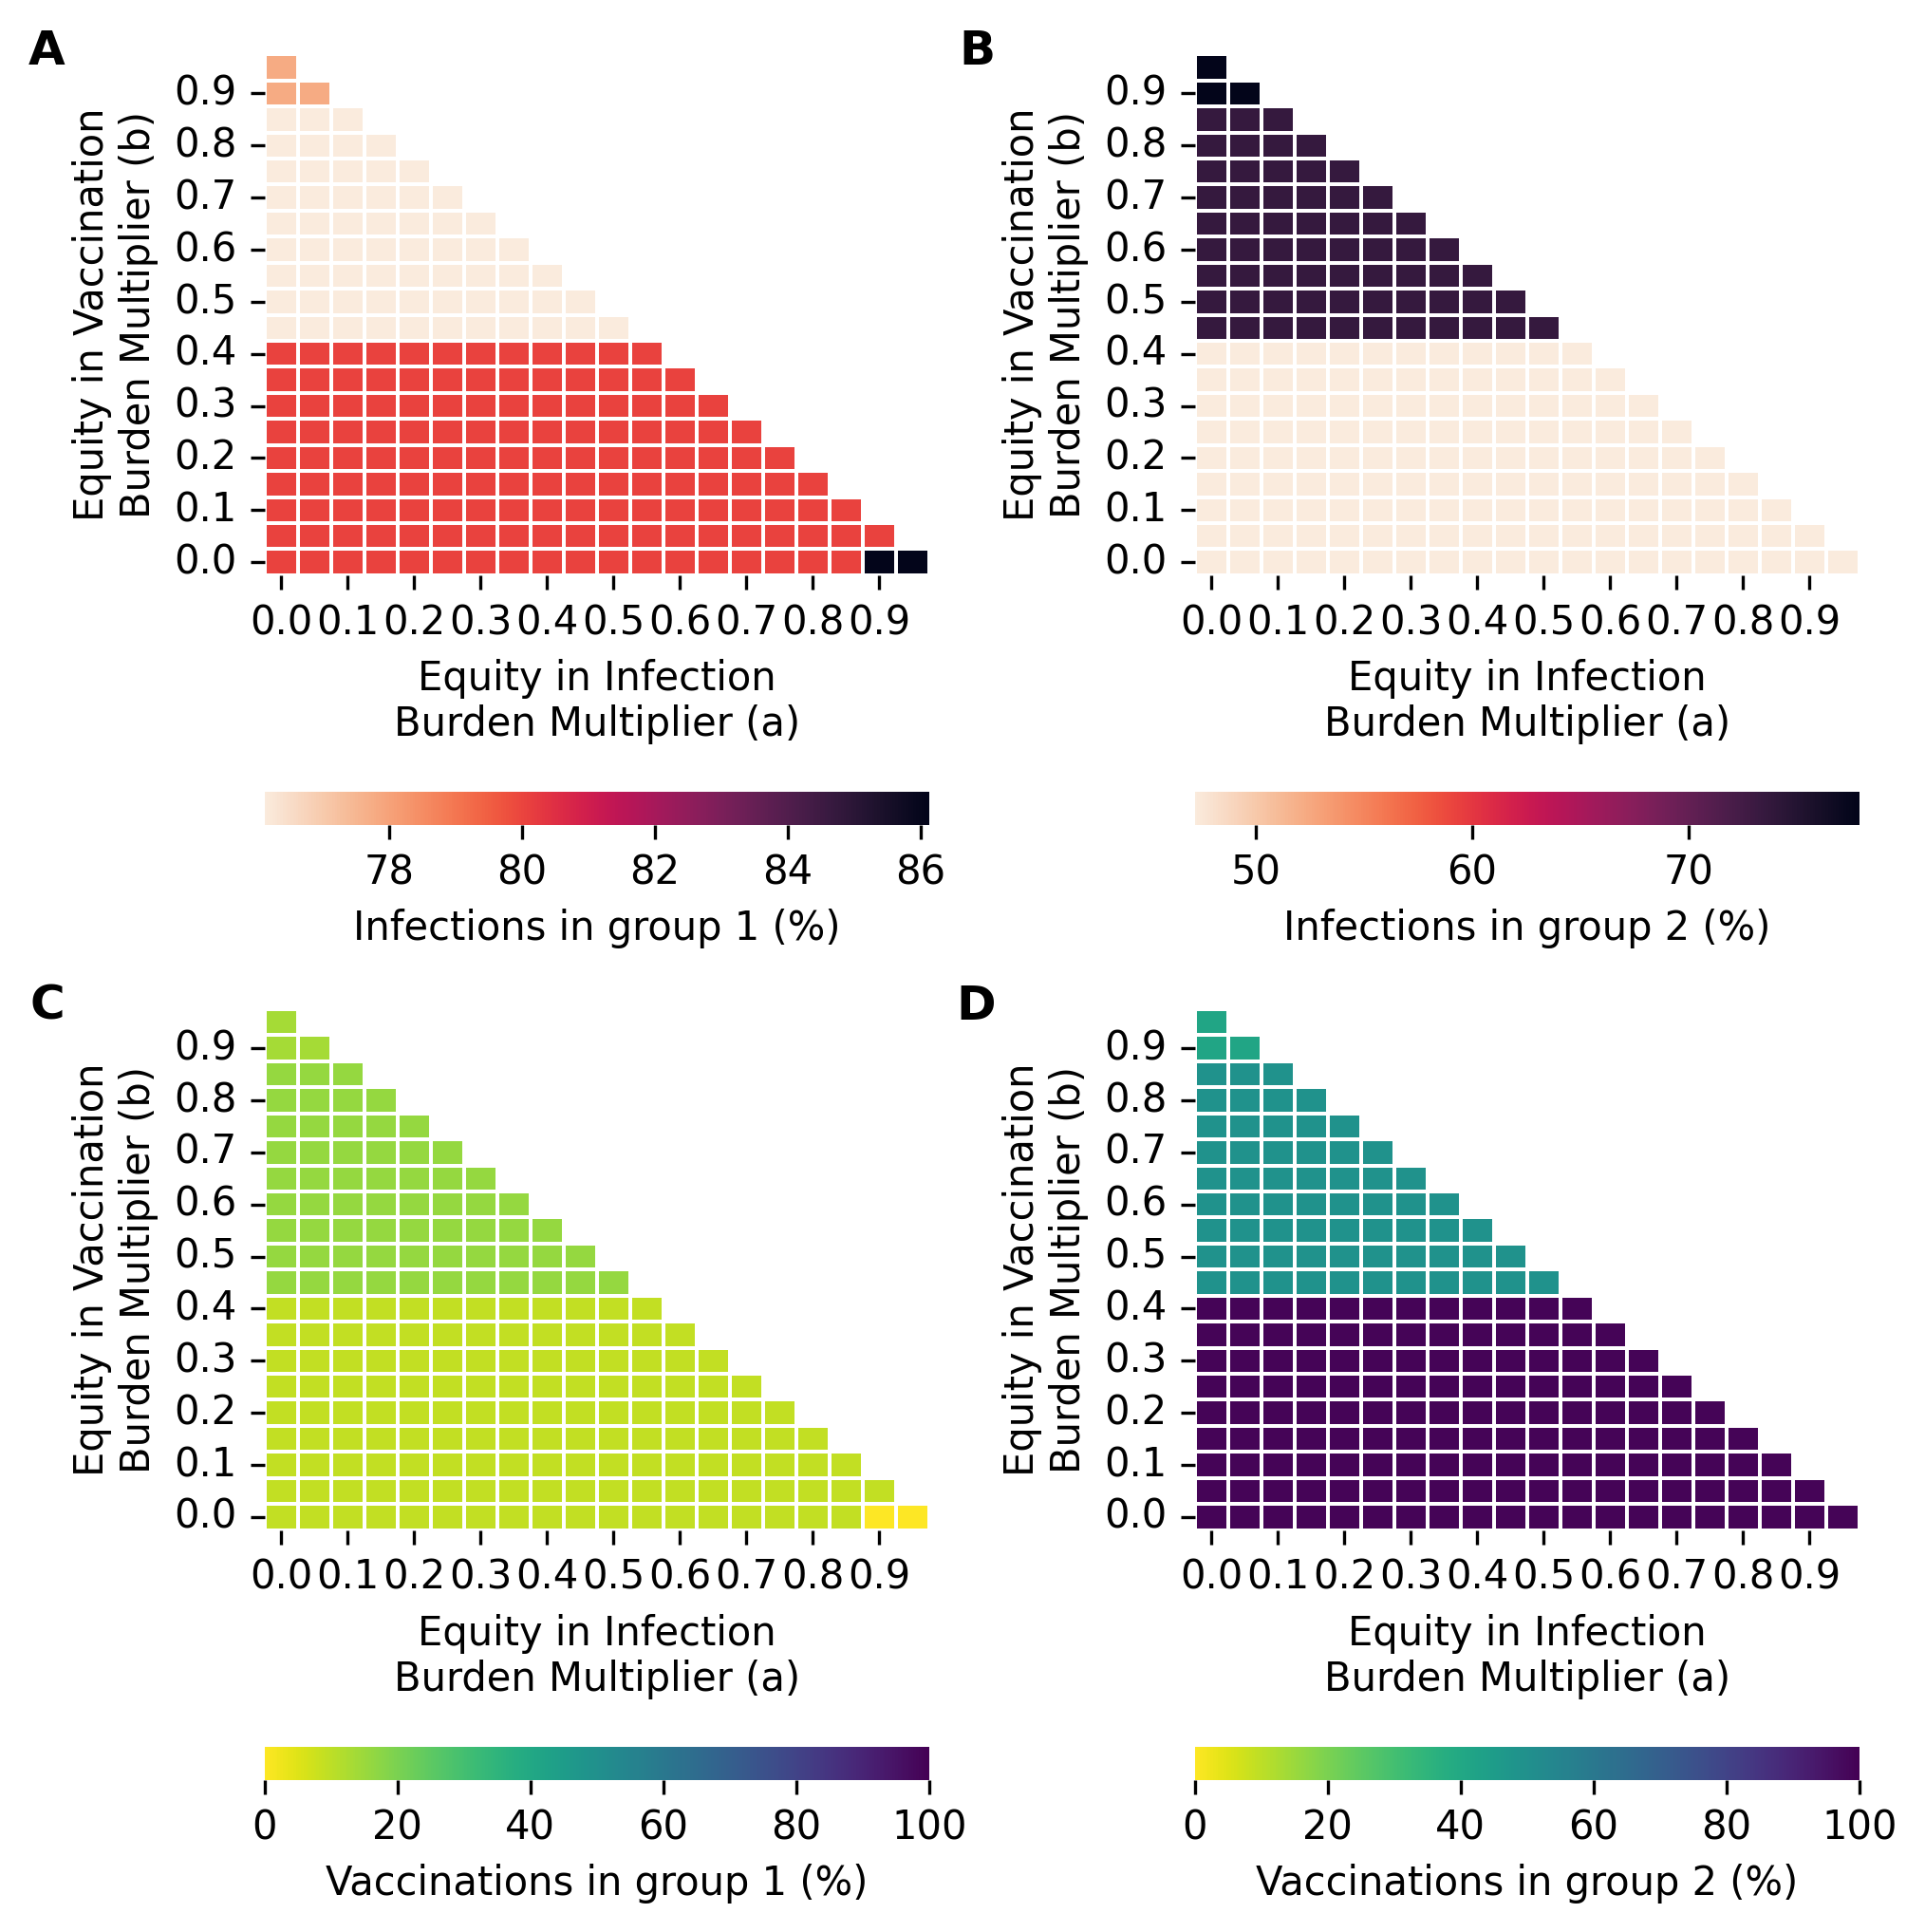 A
Equity in Vaccination
Burden Multiplier (b)
0.9
0.8
0.7
0.6
0.5
0.4
0.3
0.2
0.1
0.0
0.0 0.1 0.2 0.3 0.4 0.5 0.6 0.7 0.8 0.9
Equity in Infection
Burden Multiplier (a)
78 80 82 84 86
Infections in group 1 (%)
B
Equity in Vaccination
Burden Multiplier (b)
0.9
0.8
0.7
0.6
0.5
0.4
0.3
0.2
0.1
0.0
0.0 0.1 0.2 0.3 0.4 0.5 0.6 0.7 0.8 0.9
Equity in Infection
Burden Multiplier (a)
50 60 70
Infections in group 2 (%)
C
Equity in Vaccination
Burden Multiplier (b)
0.9
0.8
0.7
0.6
0.5
0.4
0.3
0.2
0.1
0.0
0.0 0.1 0.2 0.3 0.4 0.5 0.6 0.7 0.8 0.9
Equity in Infection
Burden Multiplier (a)
0 20 40 60 80 100
Vaccinations in group 1 (%)
D
Equity in Vaccination
Burden Multiplier (b)
0.9
0.8
0.7
0.6
0.5
0.4
0.3
0.2
0.1
0.0
0.0 0.1 0.2 0.3 0.4 0.5 0.6 0.7 0.8 0.9
Equity in Infection
Burden Multiplier (a)
0 20 40 60 80 100
Vaccinations in group 2 (%)